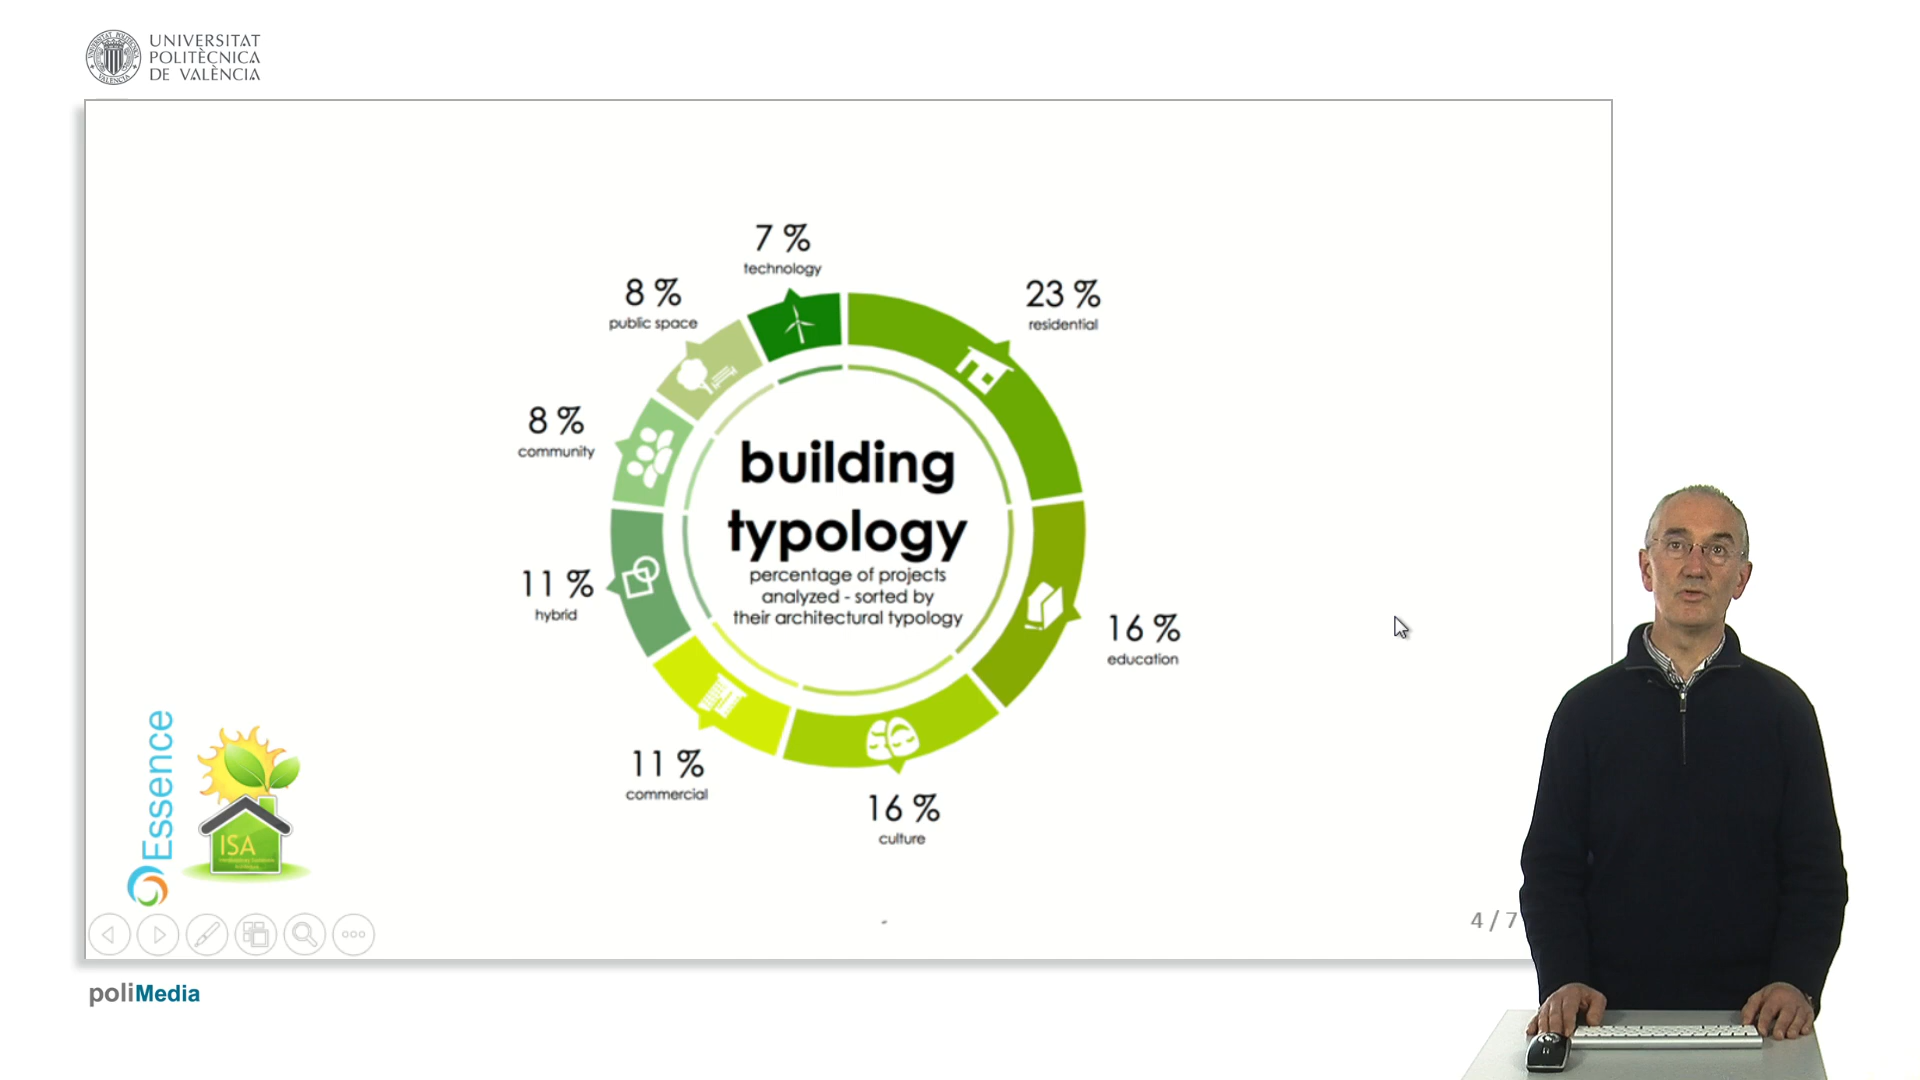 UNIVERSITAT
POLITÈCNICA
DE VALÈNCIA
7 %
technology
8 %
public space
23 %
residential
8 %
community
building
typology
percentage of projects
analyzed - sorted by
their architectural typology
11 %
hybrid
16 %
education
11 %
commercial
16 %
culture
Essence
ISA
4 / 7
poliMedia